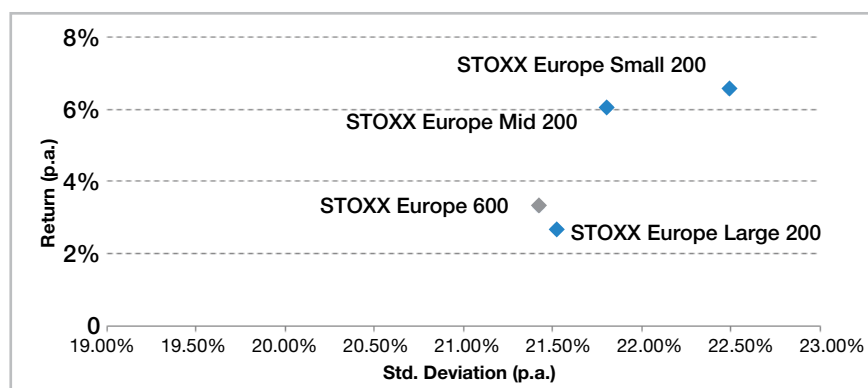 8%
STOXX Europe Small 200
6%
STOXX Europe Mid 200
Return (p.a.)
4%
STOXX Europe 600
STOXX Europe Large 200
2%
0
19.00% 19.50% 20.00% 20.50% 21.00% 21.50% 22.00% 22.50% 23.00%
Std. Deviation (p.a.)